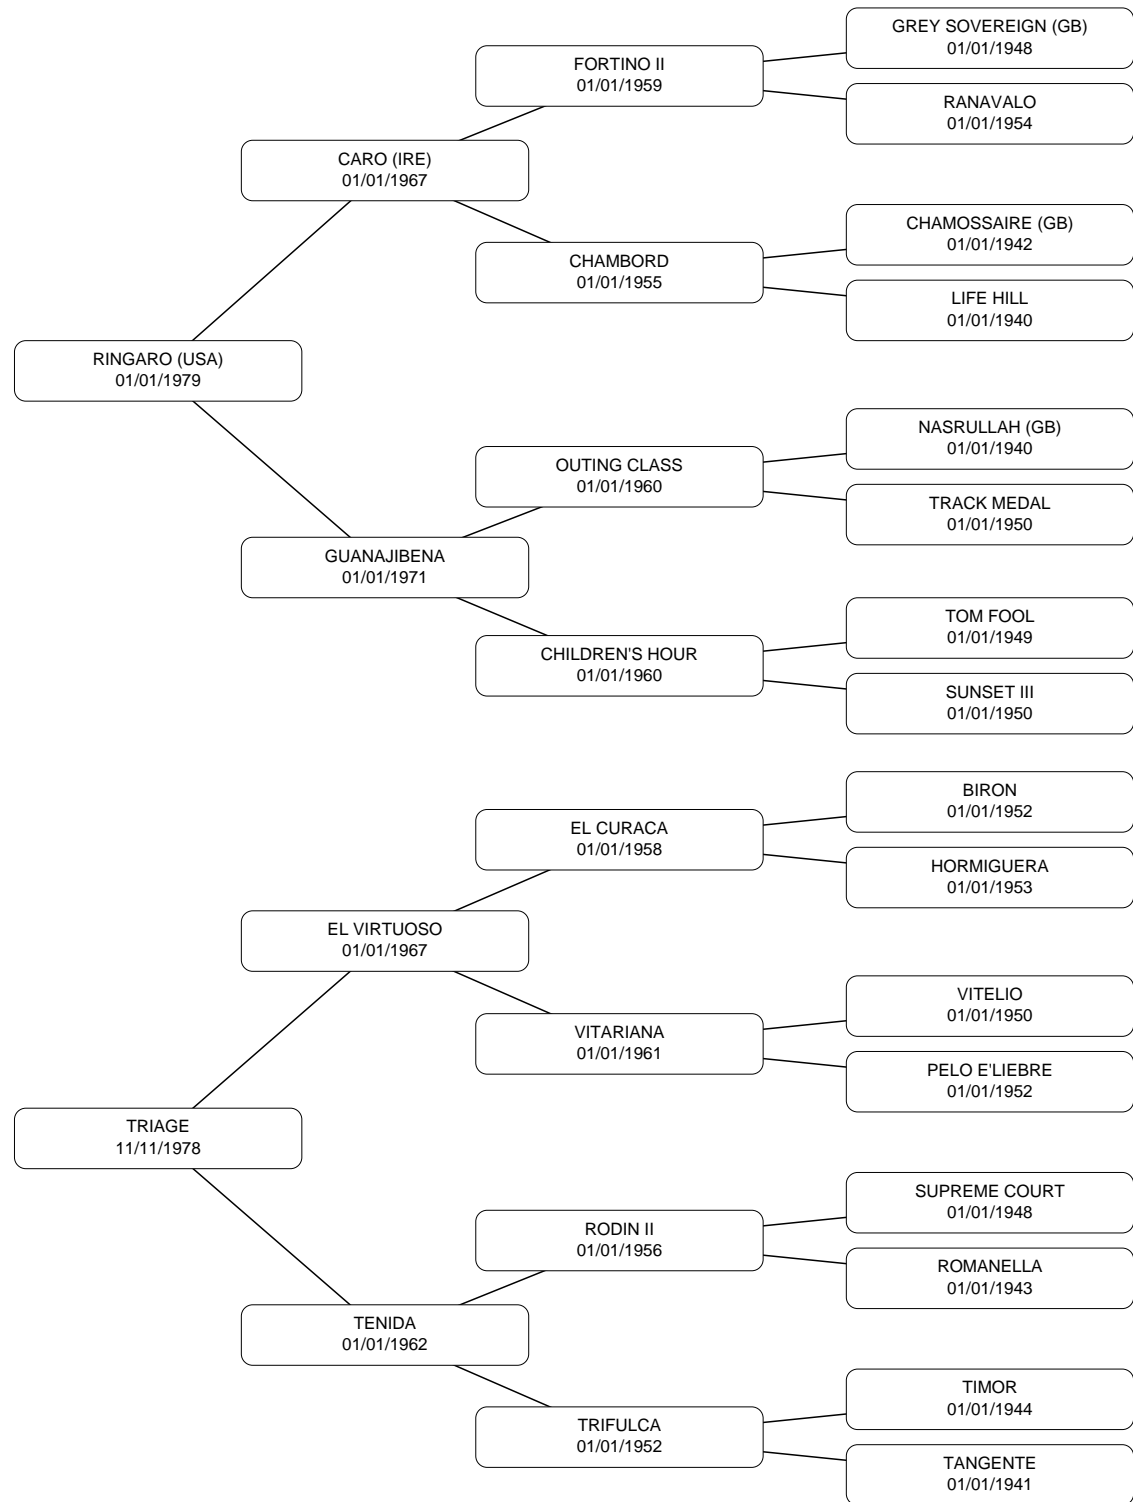 GREY SOVEREIGN (GB)
01/01/1948
FORTINO II
01/01/1959
RANAVALO
01/01/1954
CARO (IRE)
01/01/1967
CHAMOSSAIRE (GB)
01/01/1942
CHAMBORD
01/01/1955
LIFE HILL
01/01/1940
RINGARO (USA)
01/01/1979
NASRULLAH (GB)
01/01/1940
OUTING CLASS
01/01/1960
TRACK MEDAL
01/01/1950
GUANAJIBENA
01/01/1971
TOM FOOL
01/01/1949
CHILDREN'S HOUR
01/01/1960
SUNSET III
01/01/1950
BIRON
01/01/1952
EL CURACA
01/01/1958
HORMIGUERA
01/01/1953
EL VIRTUOSO
01/01/1967
VITELIO
01/01/1950
VITARIANA
01/01/1961
PELO E'LIEBRE
01/01/1952
TRIAGE
11/11/1978
SUPREME COURT
01/01/1948
RODIN II
01/01/1956
ROMANELLA
01/01/1943
TENIDA
01/01/1962
TIMOR
01/01/1944
TRIFULCA
01/01/1952
TANGENTE
01/01/1941